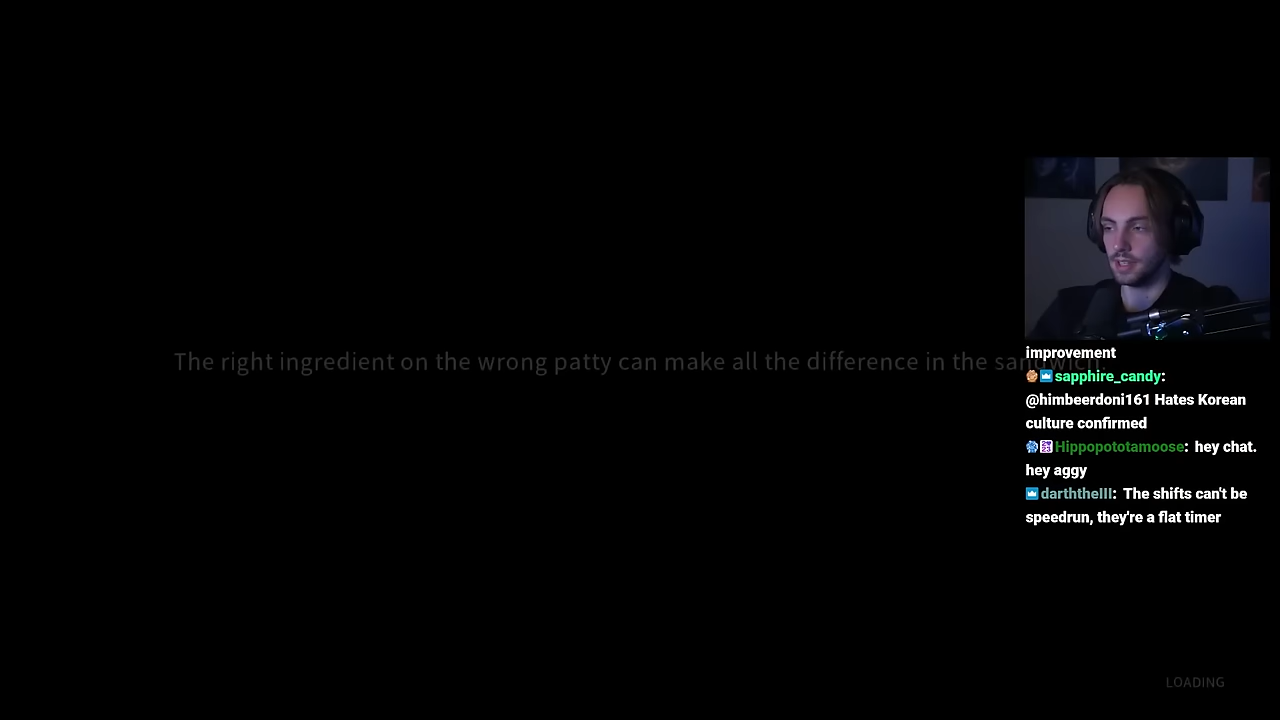 The right ingredient on the wrong patty can make all the difference in the sandwich.
improvement
sapphire_candy:
@himbeerdoni161 Hates Korean
culture confirmed
Hippopototamoose: hey chat.
hey aggy
darththelll: The shifts can't be
speedrun, they're a flat timer
LOADING